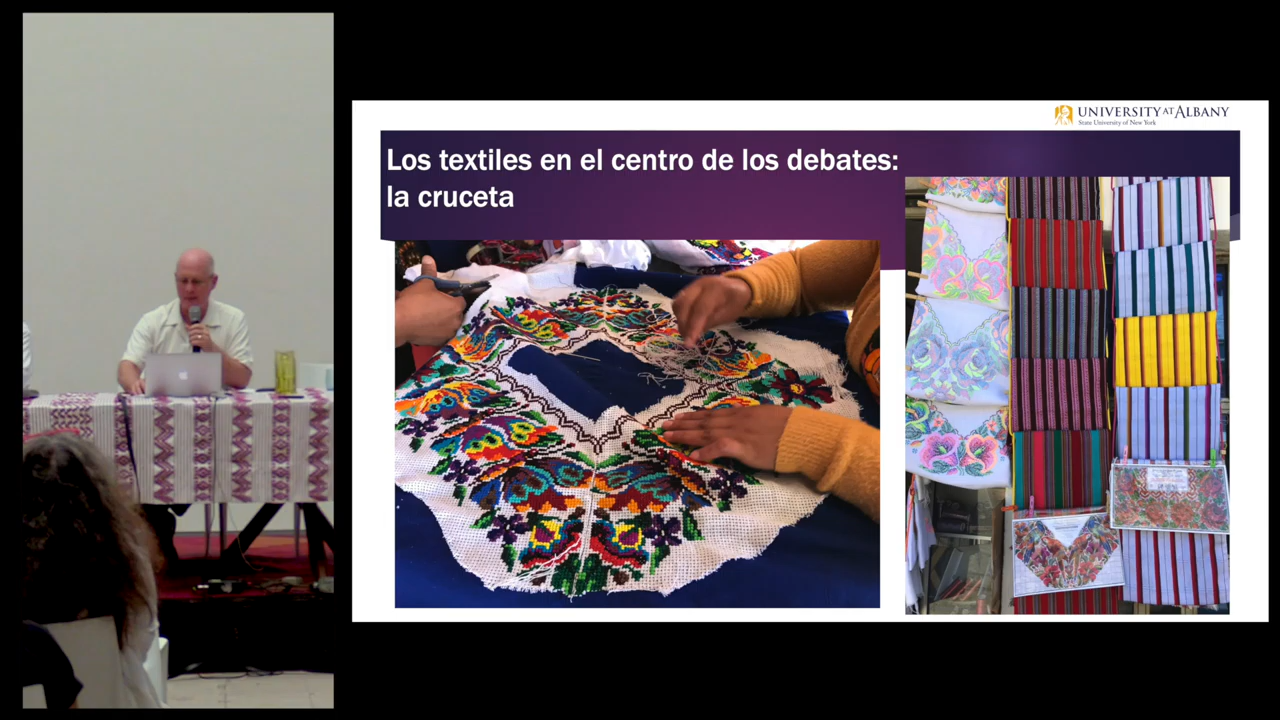 UNIVERSITY AT ALBANY
State University of New York
Los textiles en el centro de los debates:
la cruceta